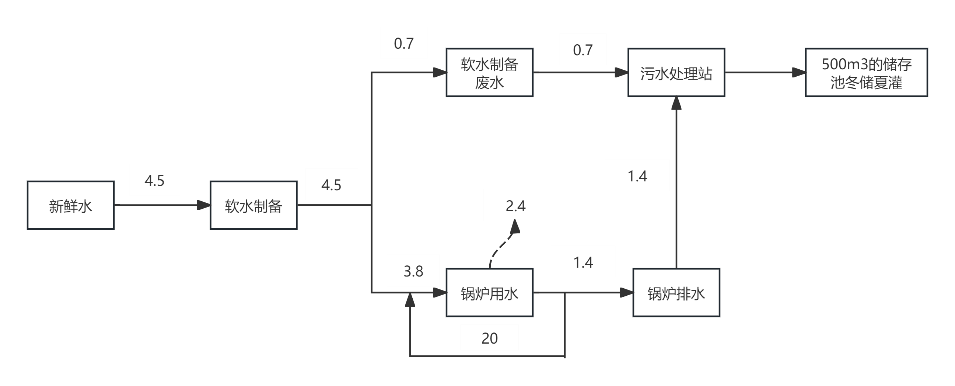 0.7
0.7
软水制备
废水
污水处理站
500m3的储存
池冬储夏灌
4.5
4.5
1.4
新鲜水
软水制备
2.4
3.8
1.4
锅炉用水
锅炉排水
20